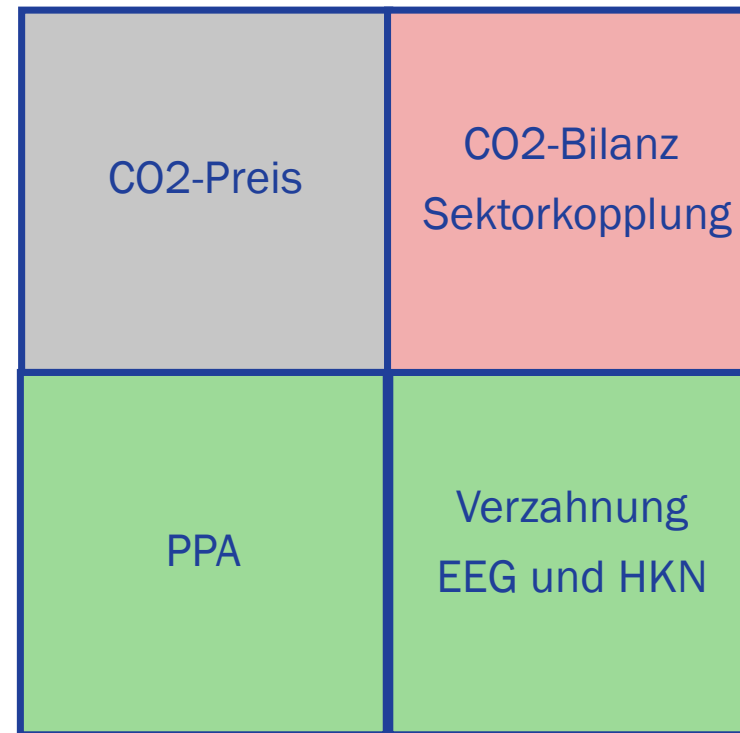 CO2-Preis
CO2-Bilanz
Sektorkopplung
PPA
Verzahnung
EEG und HKN